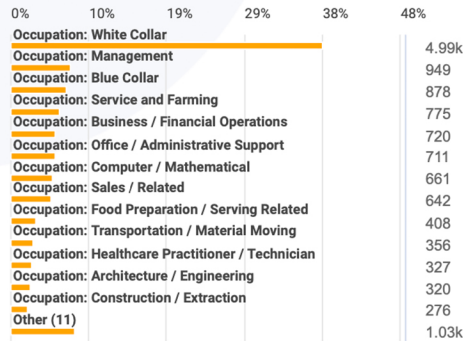 0% 10% 19% 29% 38% 48%
Occupation: White Collar
4.99k
Occupation: Management
949
Occupation: Blue Collar
878
Occupation: Service and Farming
775
Occupation: Business / Financial Operations
720
Occupation: Office / Administrative Support
711
Occupation: Computer / Mathematical
661
Occupation: Sales / Related
642
Occupation: Food Preparation / Serving Related
408
Occupation: Transportation / Material Moving
356
Occupation: Healthcare Practitioner / Technician
327
Occupation: Architecture / Engineering
320
Occupation: Construction / Extraction
276
Other (11)
1.03k